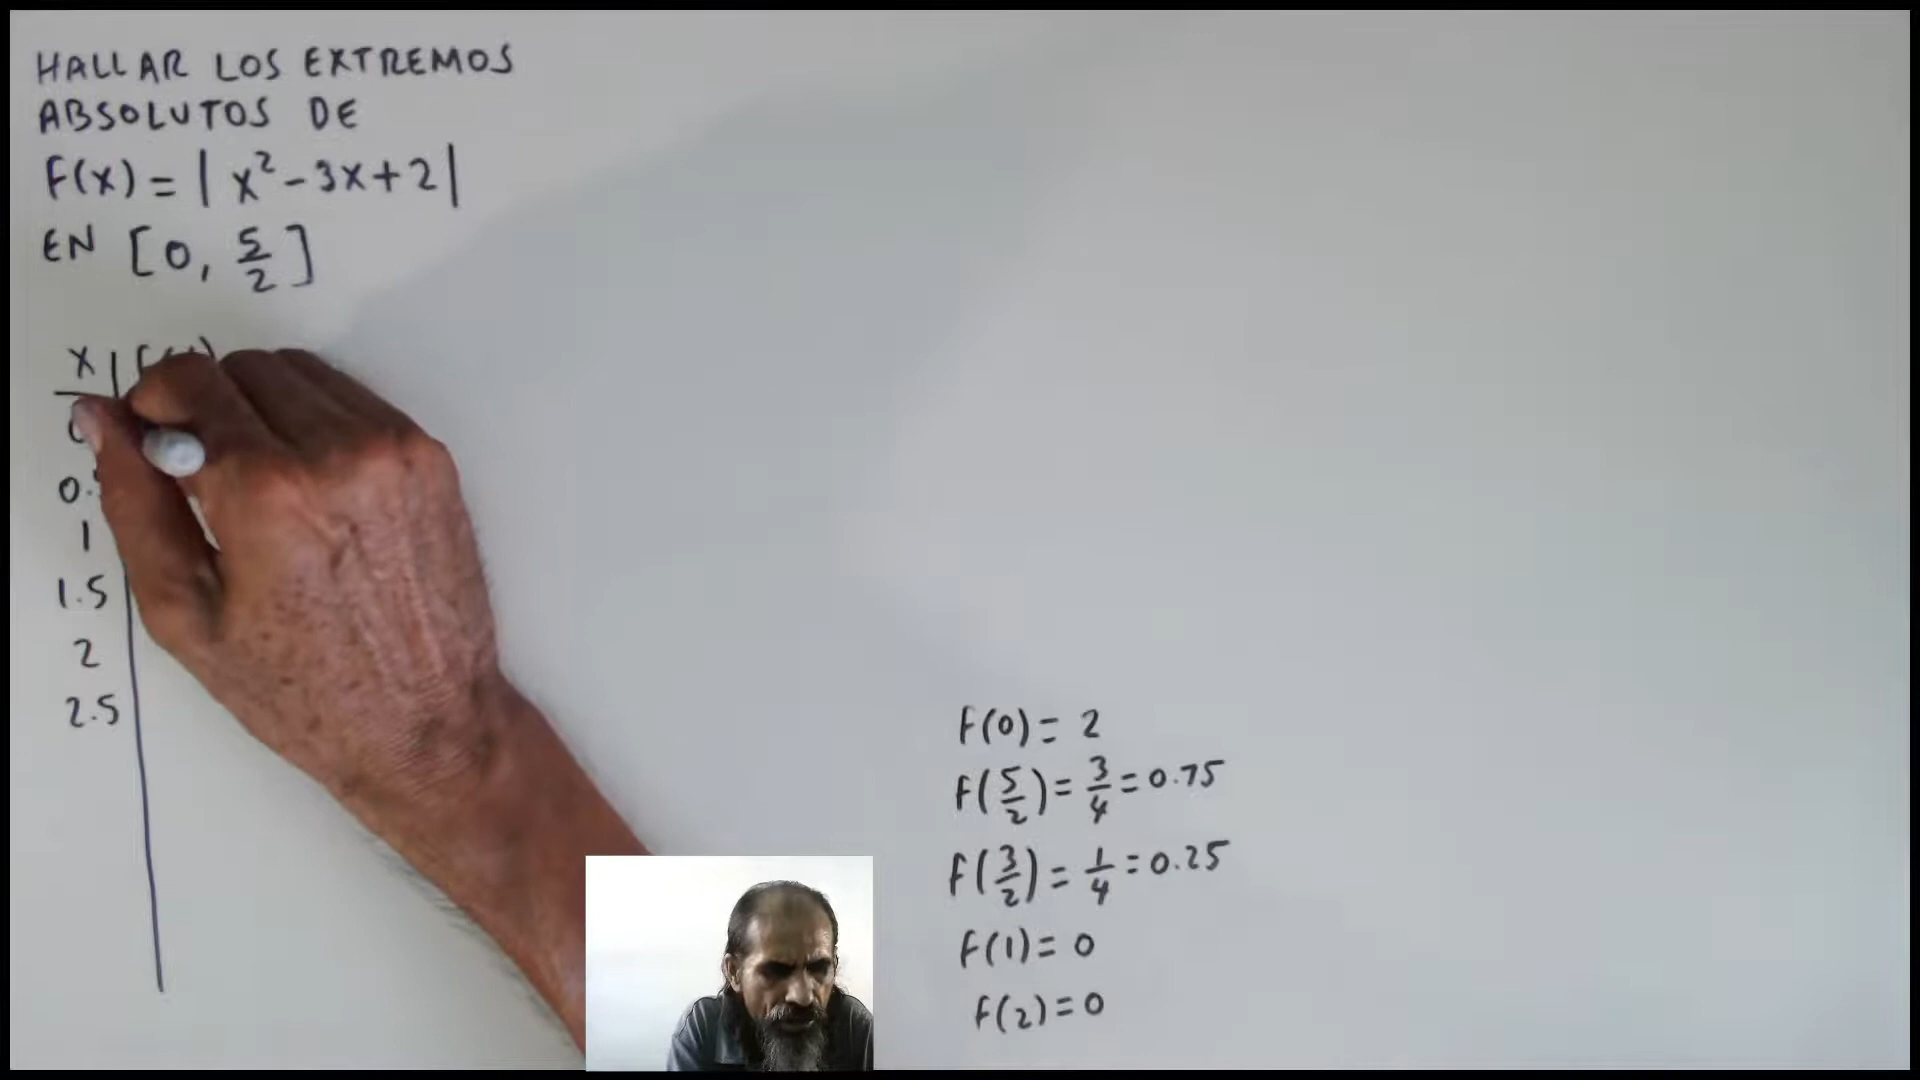 HALLAR LOS EXTREMOS
ABSOLUTOS DE
F(x) = | x² - 3x + 2 |
EN [0, 5/2]
x
1
1.5
2
2.5
F(0) = 2
F(5/2) = 3/4 = 0.75
F(3/2) = 1/4 = 0.25
F(1) = 0
F(2) = 0